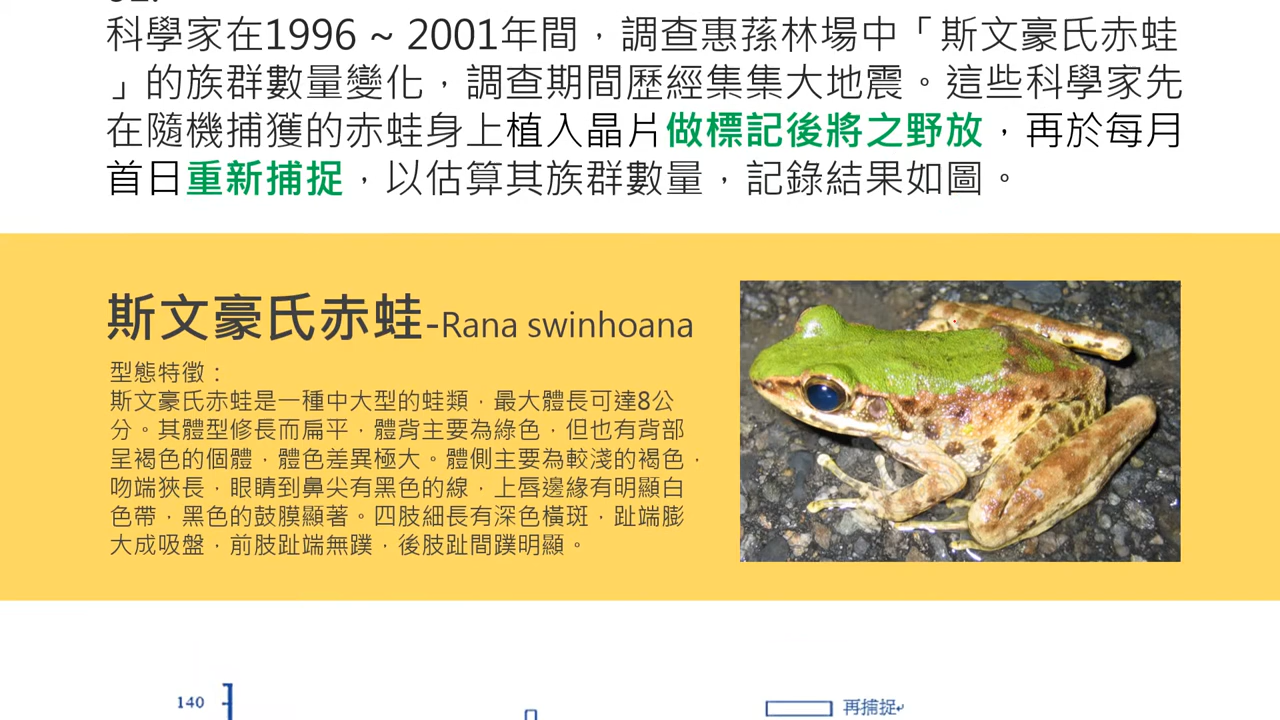 科學家在1996 ~ 2001年間，調查惠蓀林場中「斯文豪氏赤蛙
」的族群數量變化，調查期間歷經集集大地震。這些科學家先
在隨機捕獲的赤蛙身上植入晶片做標記後將之野放，再於每月
首日重新捕捉，以估算其族群數量，記錄結果如圖。
斯文豪氏赤蛙-Rana swinhoana
型態特徵：
斯文豪氏赤蛙是一種中大型的蛙類，最大體長可達8公
分。其體型修長而扁平，體背主要為綠色，但也有背部
呈褐色的個體，體色差異極大。體側主要為較淺的褐色，
吻端狹長，眼睛到鼻尖有黑色的線，上唇邊緣有明顯白
色帶，黑色的鼓膜顯著。四肢細長有深色橫斑，趾端膨
大成吸盤，前肢趾端無蹼，後肢趾間蹼明顯。
140
再捕捉